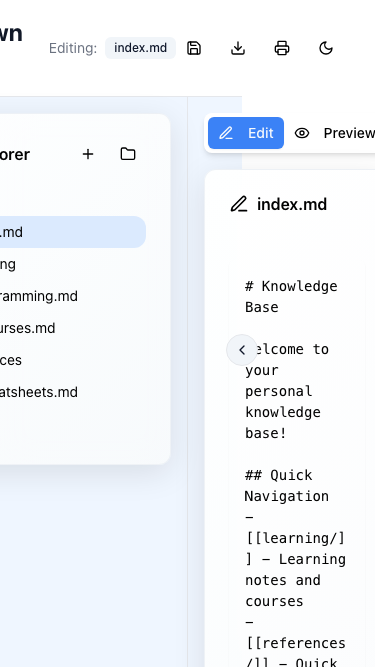 wn
Editing: index.md
orer
Edit Preview
.md
ng
ramming.md
urses.md
ces
atsheets.md
index.md
# Knowledge
Base
elcome to
your
personal
knowledge
base!
## Quick
Navigation
-
[[learning/]
] - Learning
notes and
courses
-
[[references
/]] - Quick